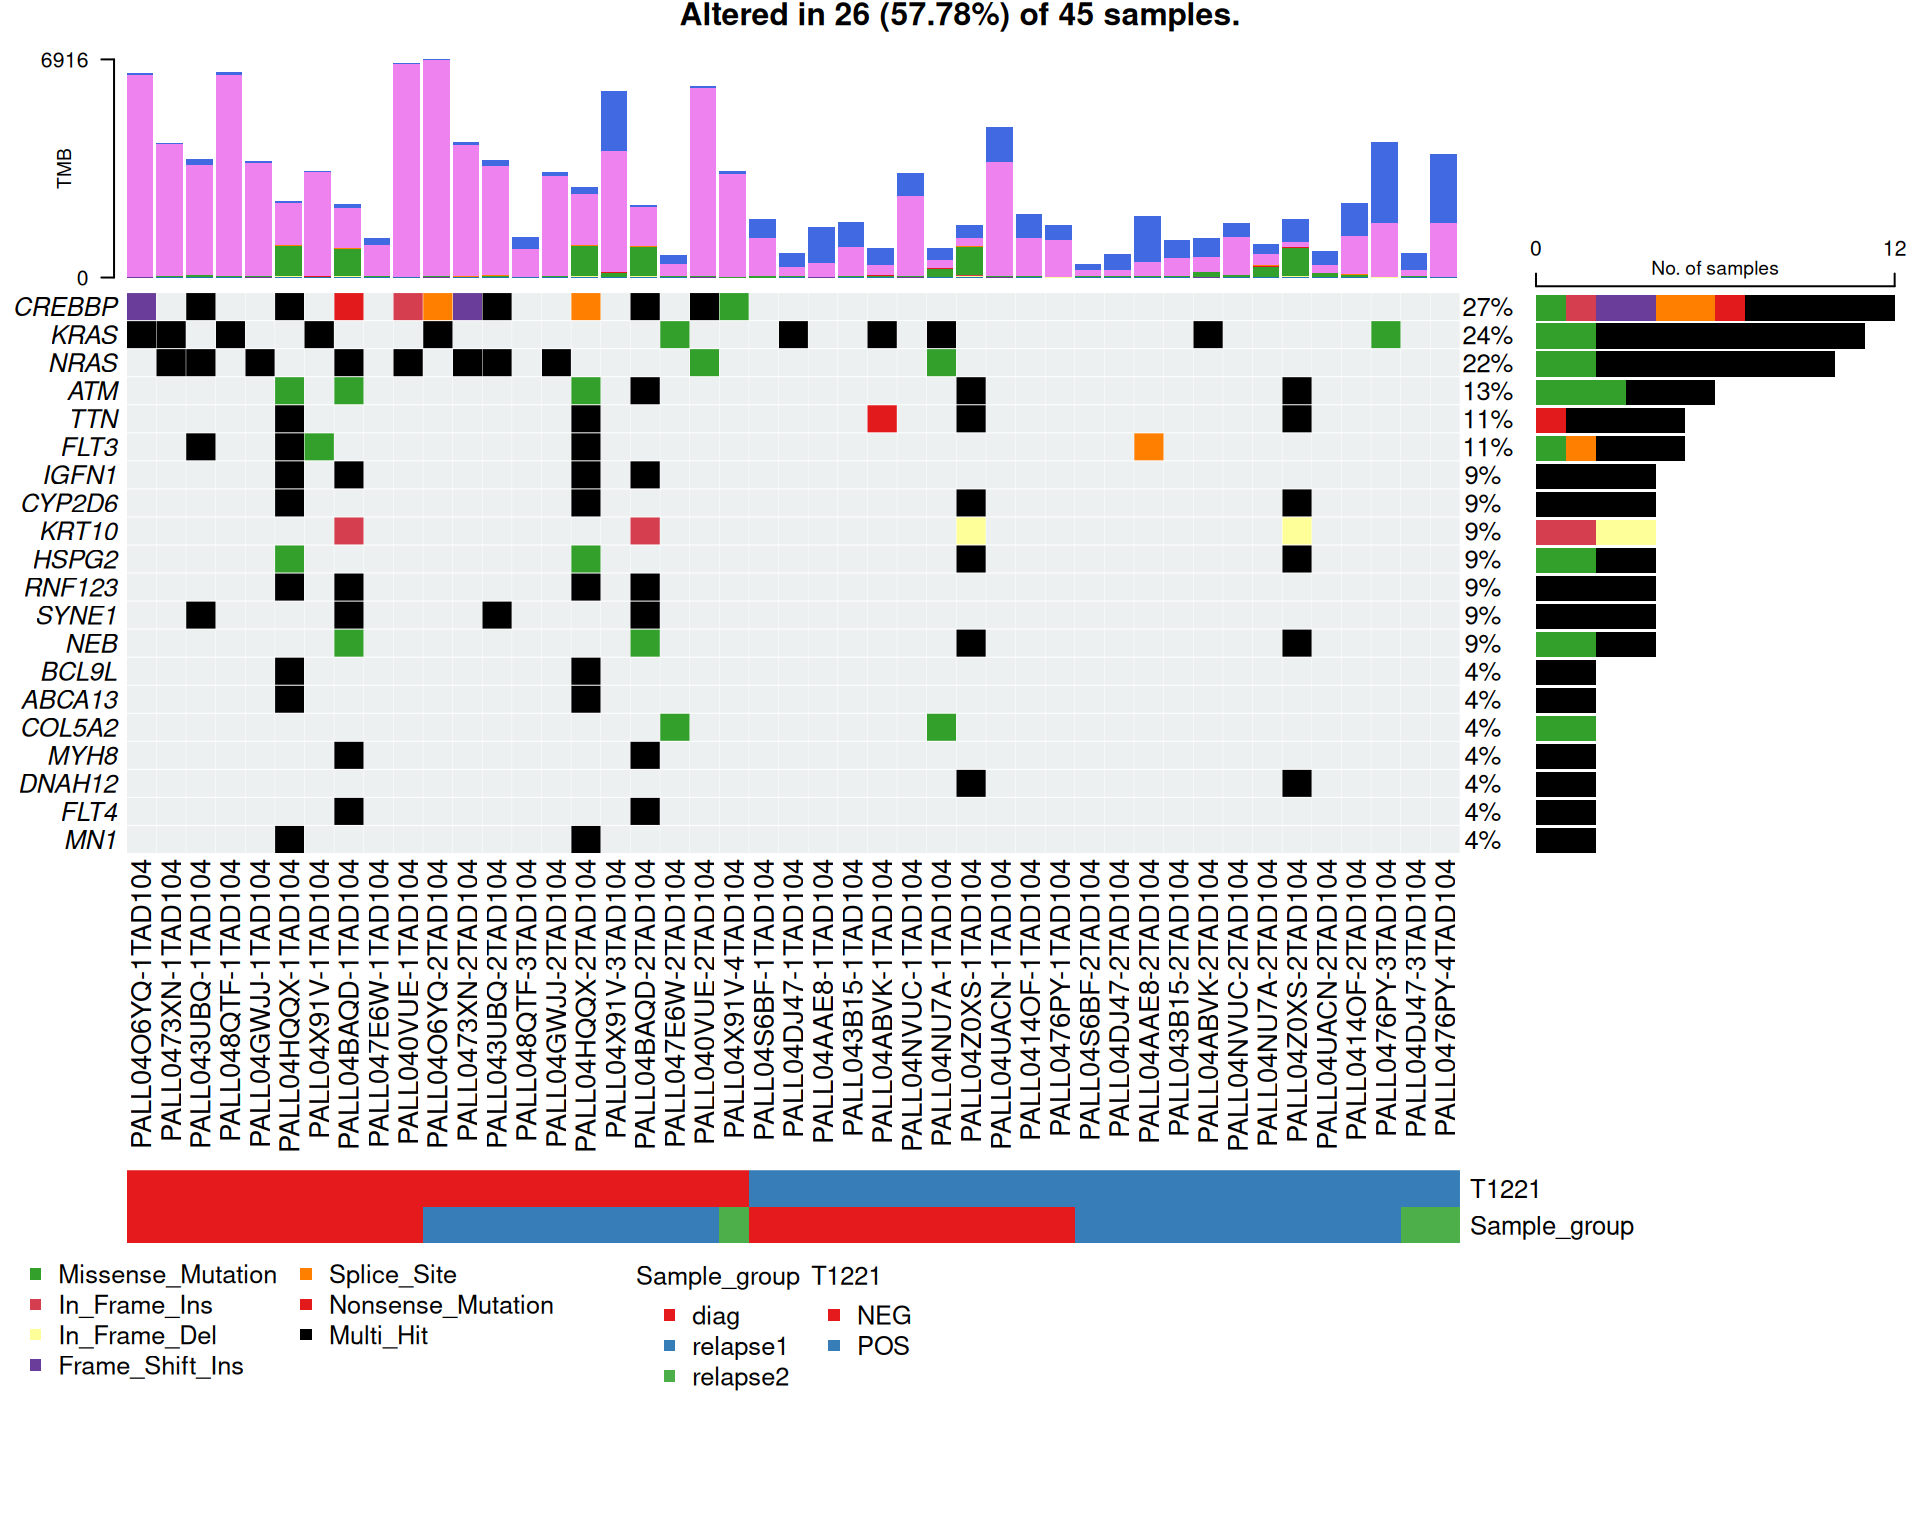 Altered in 26 (57.78%) of 45 samples.
6916
TMB
0
0
12
No. of samples
CREBBP 27%
KRAS 24%
NRAS 22%
ATM 13%
TTN 11%
FLT3 11%
IGFN1 9%
CYP2D6 9%
KRT10 9%
HSPG2 9%
RNF123 9%
SYNE1 9%
NEB 9%
BCL9L 4%
ABCA13 4%
COL5A2 4%
MYH8 4%
DNAH12 4%
FLT4 4%
MN1 4%
PALL04O6YQ-1TAD104
PALL0473XN-1TAD104
PALL043UBQ-1TAD104
PALL048QTF-1TAD104
PALL04GWJJ-1TAD104
PALL04HQQX-1TAD104
PALL04X91V-1TAD104
PALL04BAQD-1TAD104
PALL047E6W-1TAD104
PALL040VUE-1TAD104
PALL04O6YQ-2TAD104
PALL0473XN-2TAD104
PALL043UBQ-2TAD104
PALL048QTF-3TAD104
PALL04GWJJ-2TAD104
PALL04HQQX-2TAD104
PALL04X91V-3TAD104
PALL04BAQD-2TAD104
PALL047E6W-2TAD104
PALL040VUE-2TAD104
PALL04X91V-4TAD104
PALL04S6BF-1TAD104
PALL04DJ47-1TAD104
PALL04AAE8-1TAD104
PALL043B15-1TAD104
PALL04ABVK-1TAD104
PALL04NVUC-1TAD104
PALL04NU7A-1TAD104
PALL04Z0XS-1TAD104
PALL04UACN-1TAD104
PALL0414OF-1TAD104
PALL0476PY-1TAD104
PALL04S6BF-2TAD104
PALL04DJ47-2TAD104
PALL04AAE8-2TAD104
PALL043B15-2TAD104
PALL04ABVK-2TAD104
PALL04NVUC-2TAD104
PALL04NU7A-2TAD104
PALL04Z0XS-2TAD104
PALL04UACN-2TAD104
PALL0414OF-2TAD104
PALL0476PY-3TAD104
PALL04DJ47-3TAD104
PALL0476PY-4TAD104
T1221
Sample_group
Missense_Mutation
In_Frame_Ins
In_Frame_Del
Frame_Shift_Ins
Splice_Site
Nonsense_Mutation
Multi_Hit
Sample_group
diag
relapse1
relapse2
T1221
NEG
POS